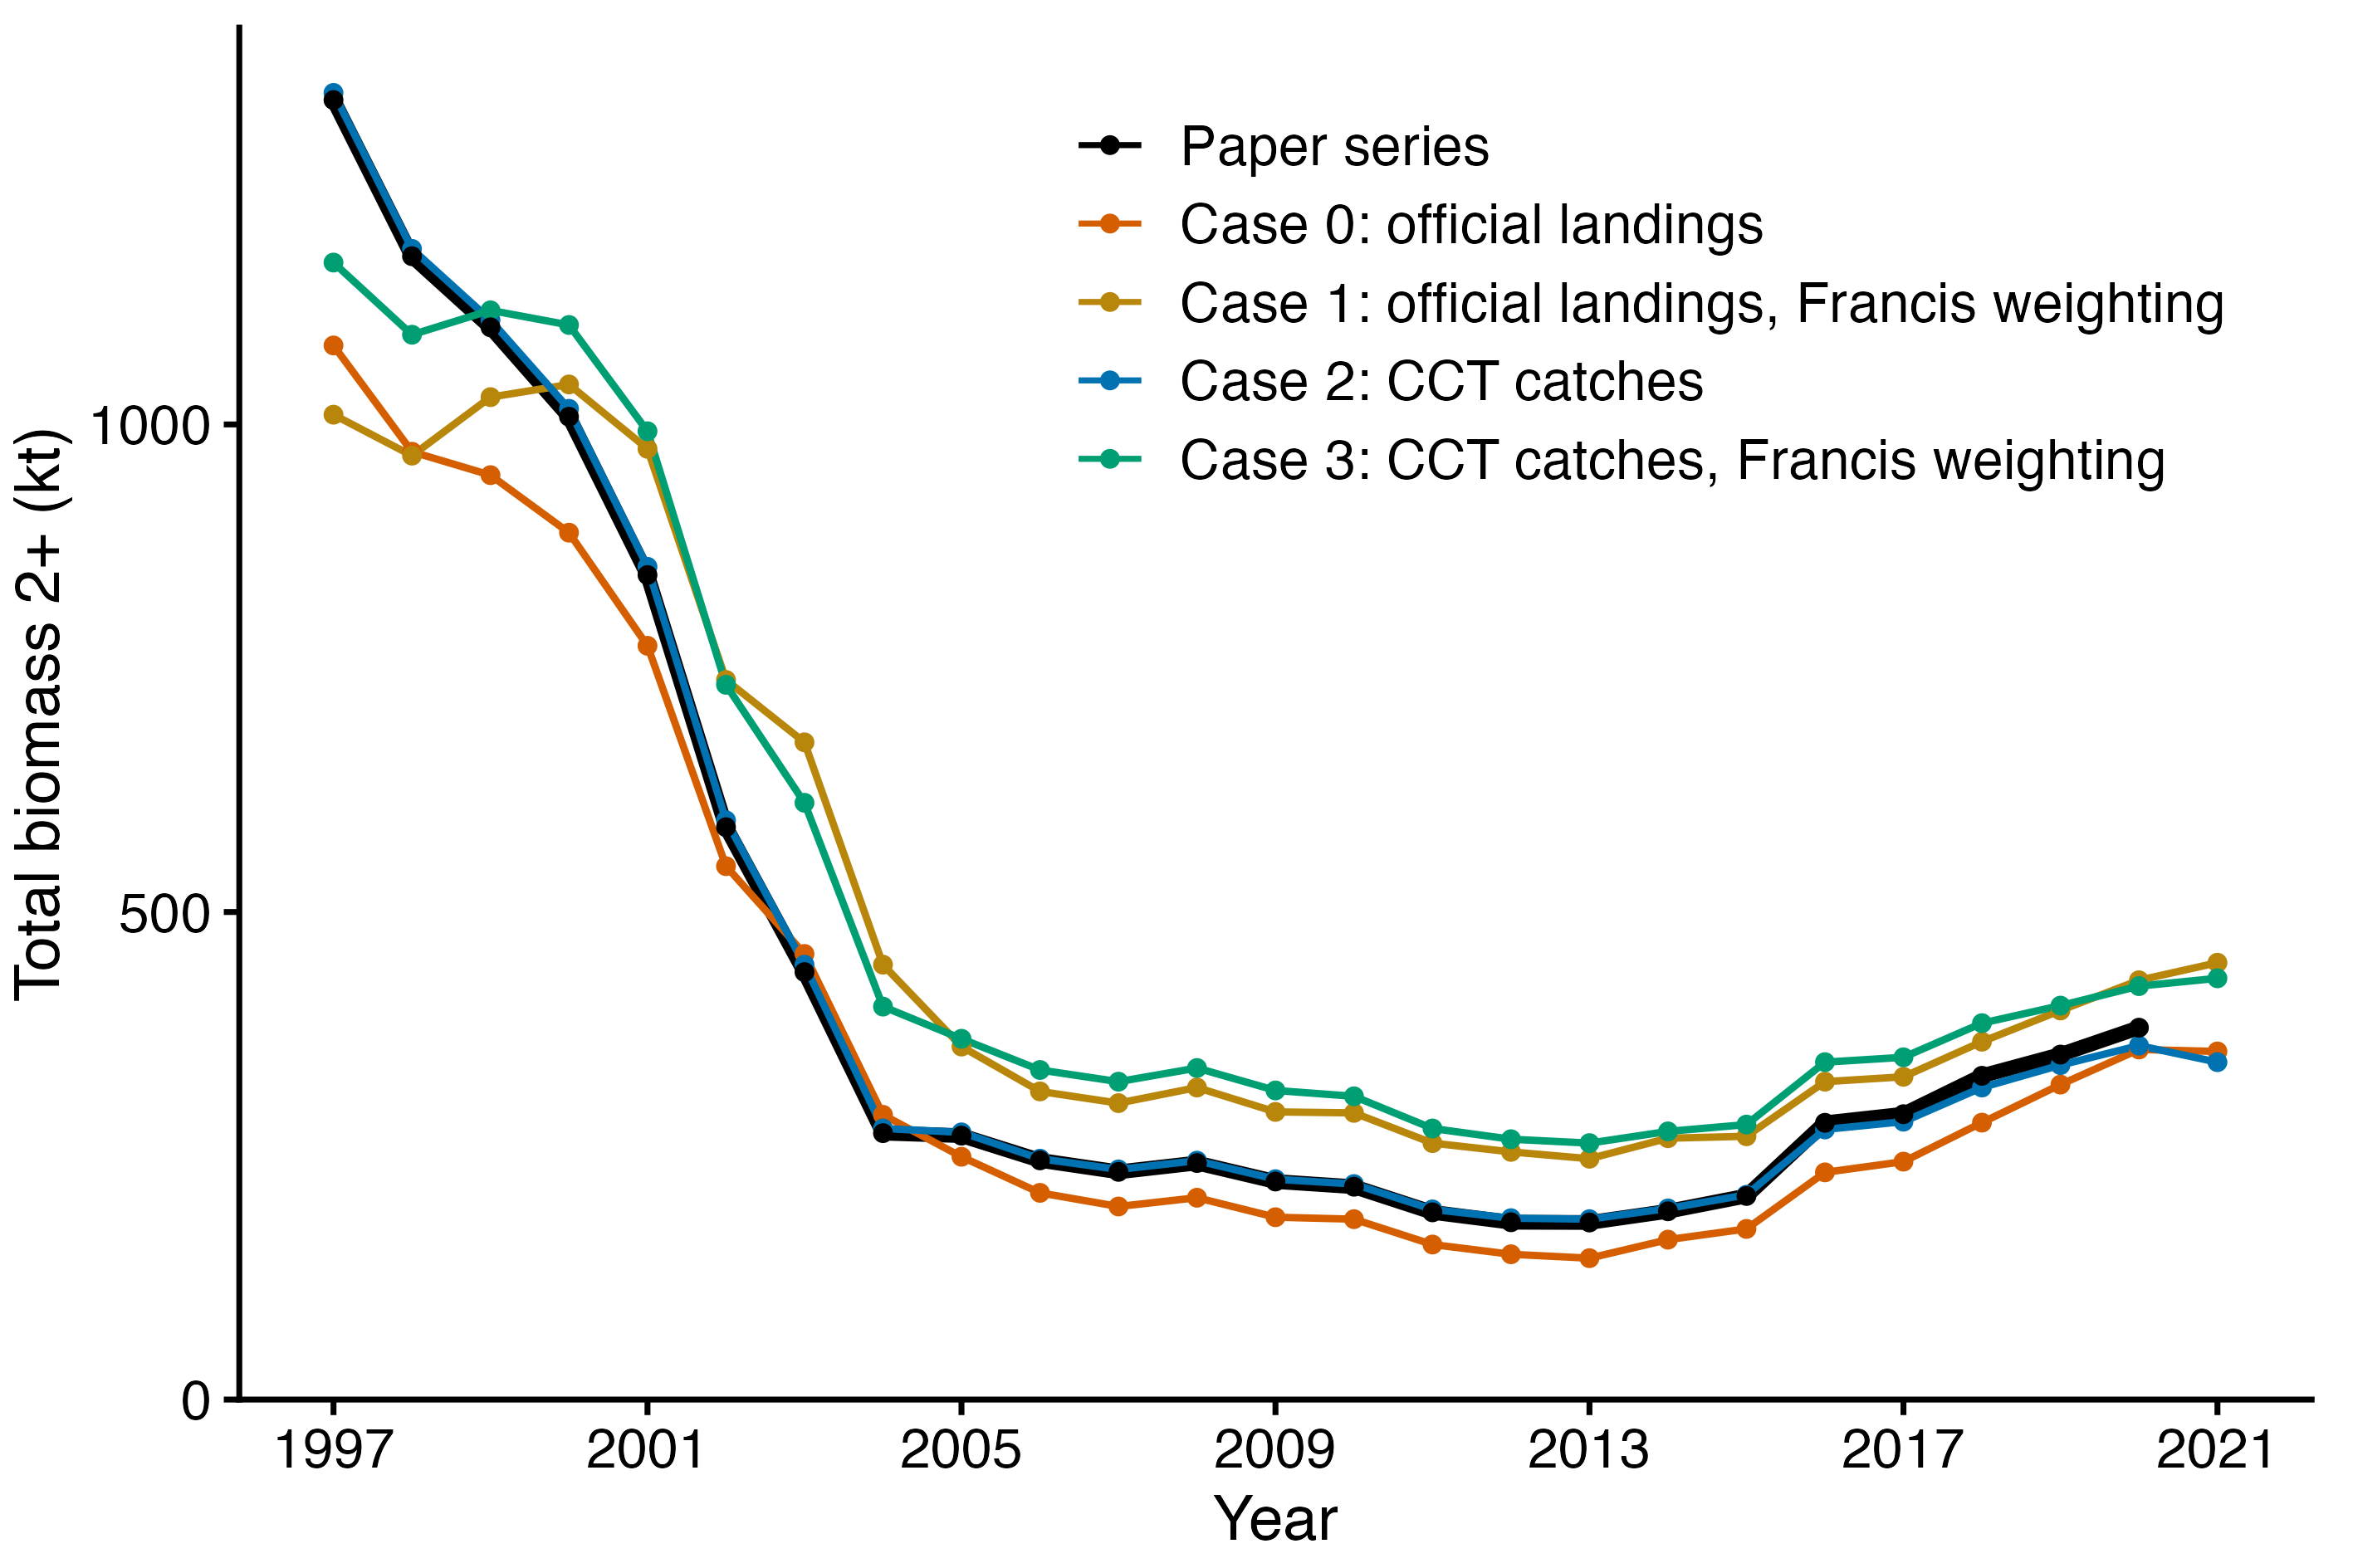 Paper series
Case 0: official landings
Case 1: official landings, Francis weighting
Case 2: CCT catches
Case 3: CCT catches, Francis weighting
Total biomass 2+ (kt)
1000
500
0
1997 2001 2005 2009 2013 2017 2021
Year